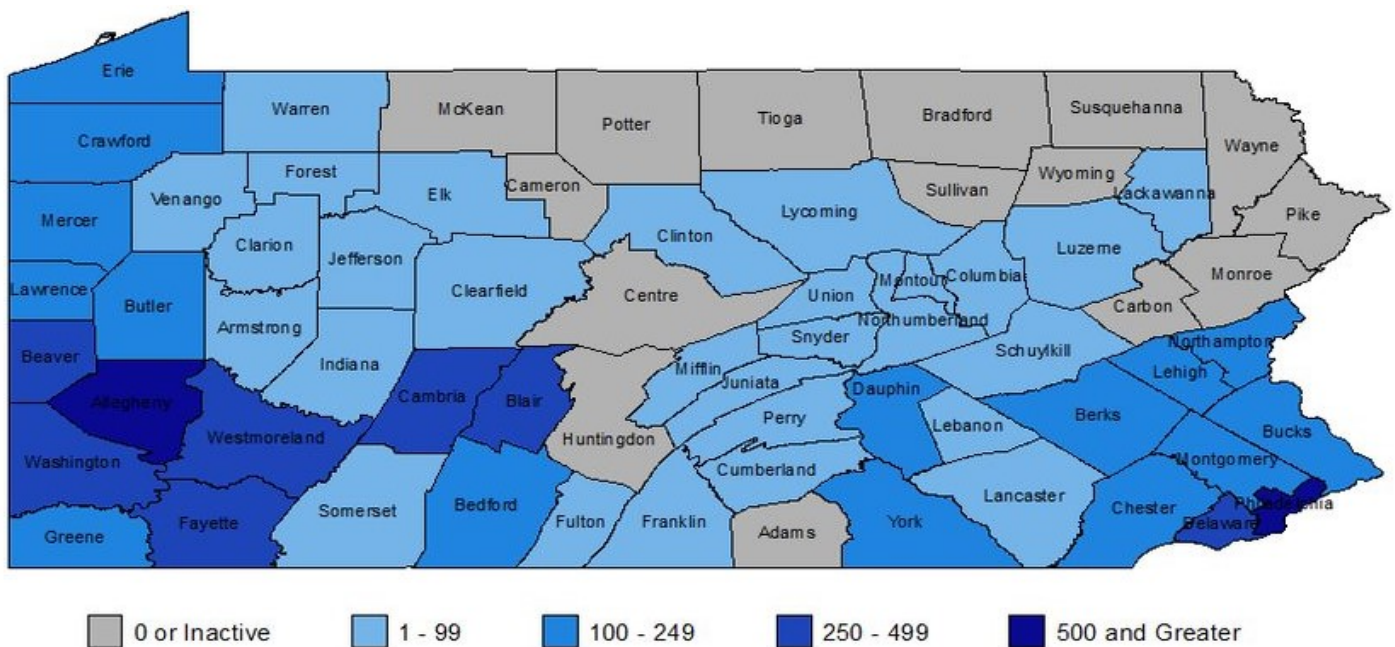 Erie
Warren
McKean
Potter
Tioga
Bradford
Susquehanna
Wayne
Crawford
Forest
Elk
Cameron
Wyoming
Sullivan
Lackawanna
Venango
Mercer
Clarion
Jefferson
Clinton
Lycoming
Luzerne
Pike
Columbia
Montour
Monroe
Carbon
Lawrence
Butler
Clearfield
Centre
Union
Northumberland
Armstrong
Snyder
Schuylkill
Northampton
Beaver
Indiana
Mifflin
Juniata
Lehigh
Allegheny
Cambria
Blair
Dauphin
Perry
Berks
Lebanon
Huntingdon
Westmoreland
Bucks
Washington
Cumberland
Montgomery
Lancaster
Somerset
Bedford
Chester
Philadelphia
Fayette
Fulton
Franklin
York
Delaware
Adams
Greene
0 or Inactive
1 - 99
100 - 249
250 - 499
500 and Greater